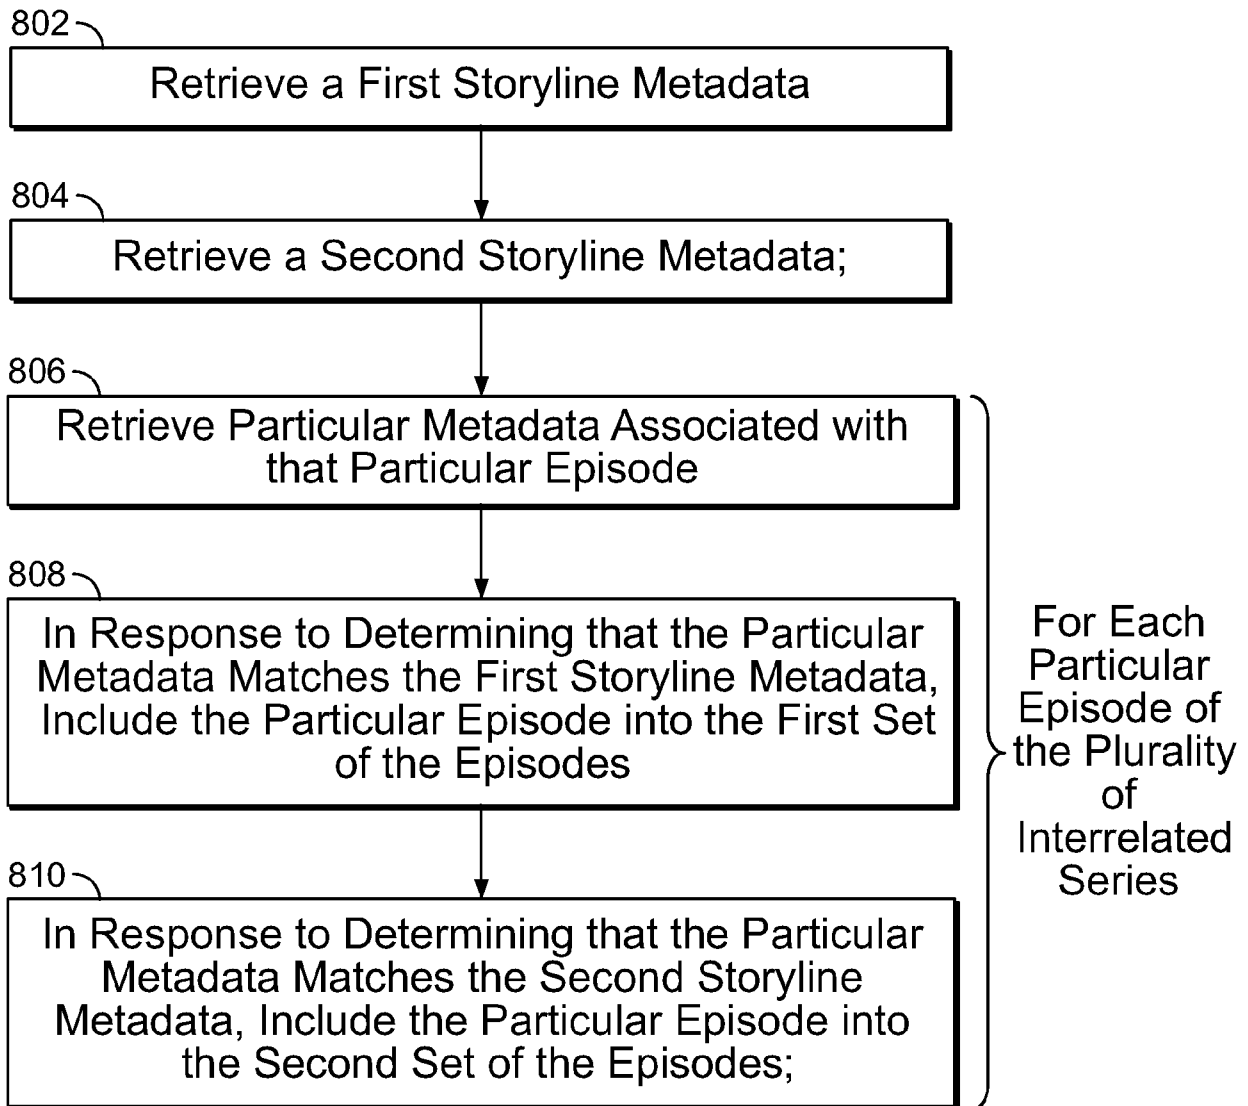 802
Retrieve a First Storyline Metadata
804
Retrieve a Second Storyline Metadata;
806
Retrieve Particular Metadata Associated with
that Particular Episode
808
In Response to Determining that the Particular
Metadata Matches the First Storyline Metadata,
Include the Particular Episode into the First Set
of the Episodes
810
In Response to Determining that the Particular
Metadata Matches the Second Storyline
Metadata, Include the Particular Episode into
the Second Set of the Episodes;
For Each
Particular
Episode of
the Plurality
of
Interrelated
Series